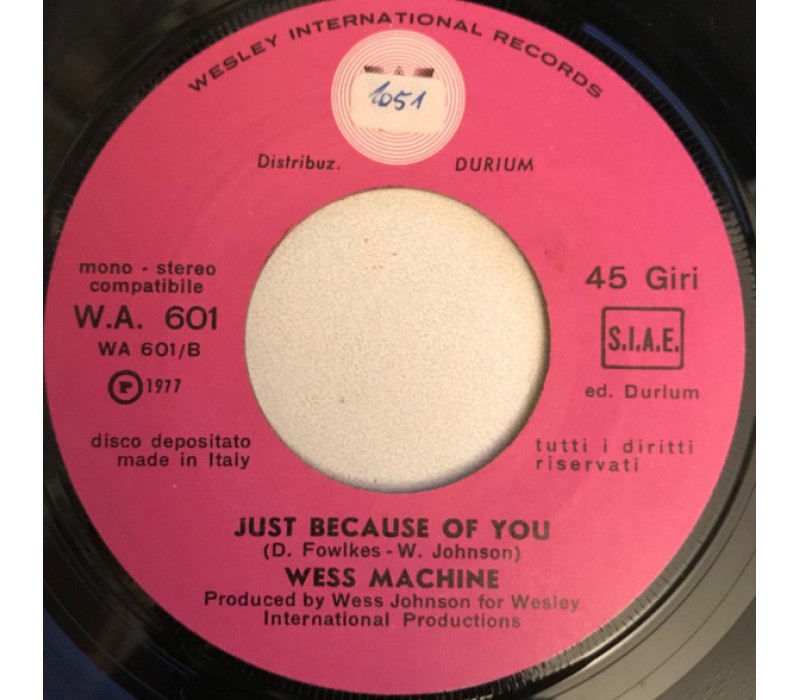 WESLEY INTERNATIONAL RECORDS
1051
Distribuz. DURIUM
mono - stereo
compatibile
W.A. 601
WA 601/B
P 1977
disco depositato
made in Italy
45 Giri
S.I.A.E.
ed. Durium
tutti i diritti
riservati
JUST BECAUSE OF YOU
(D. Fowlkes - W. Johnson)
WESS MACHINE
Produced by Wess Johnson for Wesley
International Productions